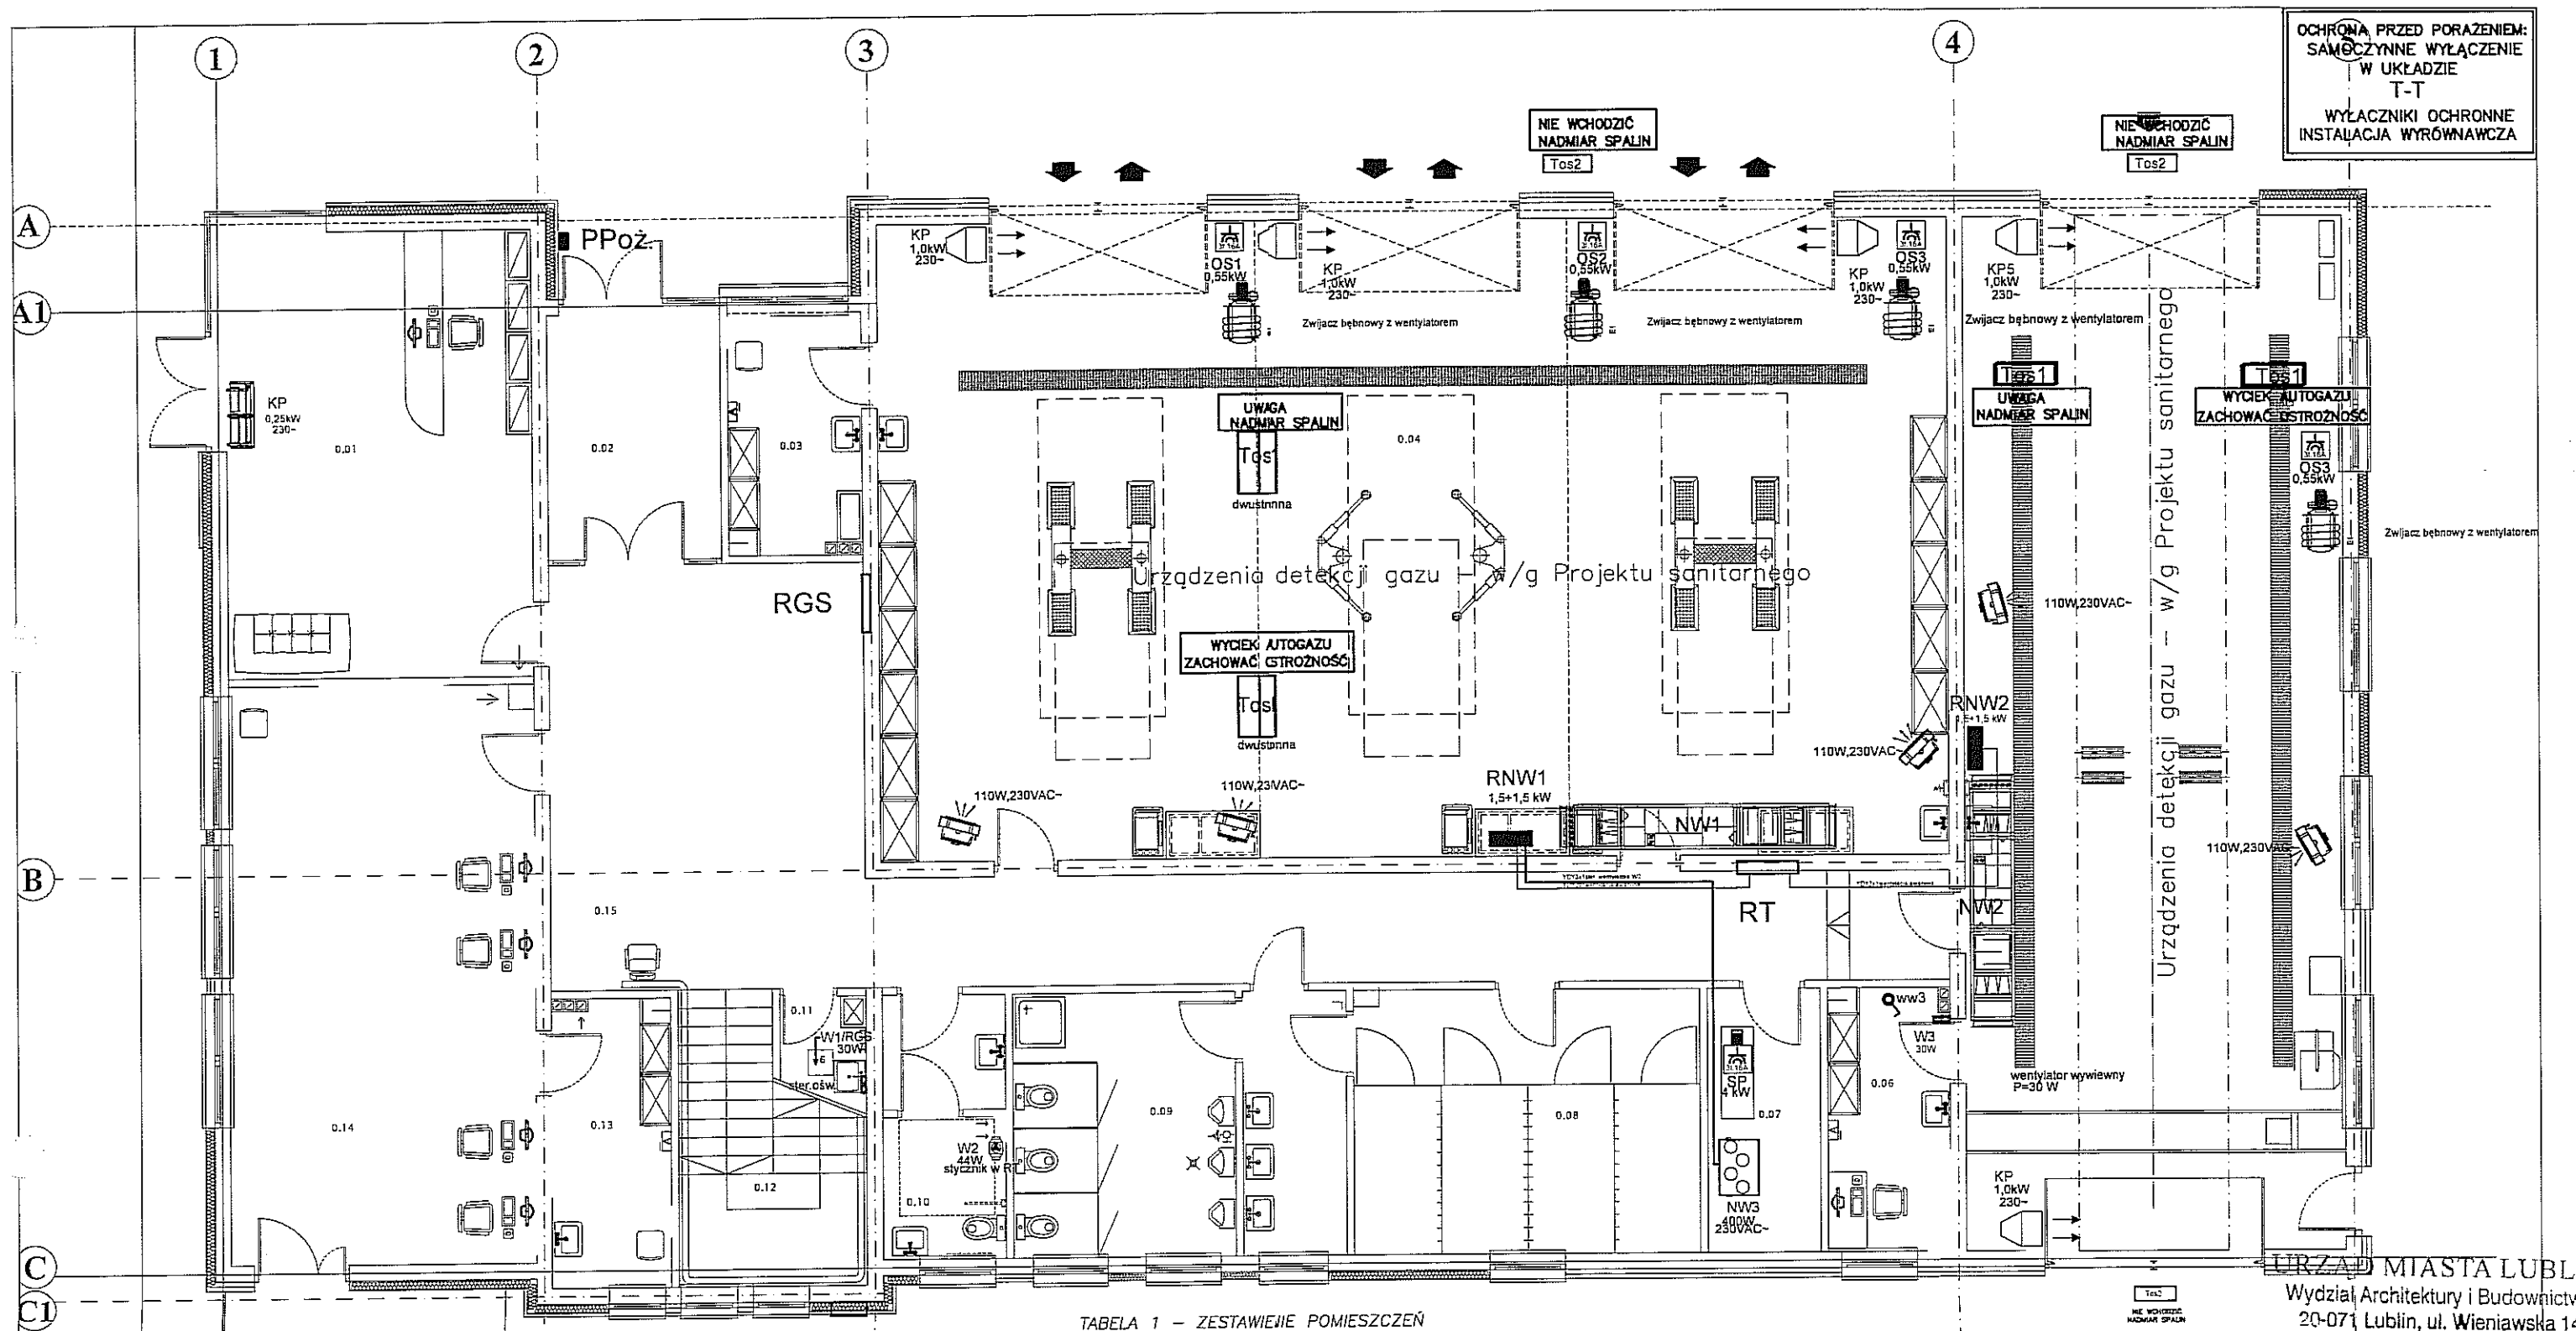 1
2
3
4
OCHRONA PRZED PORAŻENIEM:
SAMOCZYNNE WYŁĄCZENIE
W UKŁADZIE
T-T
WYŁACZNIKI OCHRONNE
INSTALACJA WYRÓWNAWCZA
NIE WCHODZIĆ
NADMIAR SPALIN
Tos2
NIE WCHODZIĆ
NADMIAR SPALIN
Tos2
A
PPoż.
KP
1,0kW
230~
OS1
0,55kW
KP
1,0kW
230~
OS2
0,55kW
KP
1,0kW
230~
OS3
0,55kW
KP5
1,0kW
230~
A1
Zwijacz bębnowy z wentylatorem
Zwijacz bębnowy z wentylatorem
Zwijacz bębnowy z wentylatorem
KP
0,25kW
230~
0.01
0.02
0.03
UWAGA
NADMIAR SPALIN
Tos1
dwustronna
0.04
Tos1
UWAGA
NADMIAR SPALIN
Tos1
WYCIEK AUTOGAZU
ZACHOWAĆ OSTROŻNOŚĆ
OS3
0,55kW
Zwijacz bębnowy z wentylatorem
Urządzenia detekcji gazu - w/g Projektu sanitarnego
Urządzenia detekcji gazu - w/g Projektu sanitarnego
RGS
110W,230VAC~
WYCIEK AUTOGAZU
ZACHOWAĆ OSTROŻNOŚĆ
Tos1
dwustronna
RNW2
1,5+1,5 kW
110W,230VAC~
110W,230VAC~
110W,230VAC~
RNW1
1,5+1,5 kW
NW1
110W,230VAC~
B
RT
NW2
0.15
0.11
W1/RGS
30W
ster.ośw.
ww3
W3
30W
wentylator wywiewny
P=30 W
SP
4 kW
0.07
0.06
0.14
0.13
0.12
W2
44W
stycznik w RT
0.10
0.09
0.08
NW3
400W
230VAC~
KP
1,0kW
230~
C
C1
Tos2
NIE WCHODZIĆ
NADMIAR SPALIN
TABELA 1 – ZESTAWIENIE POMIESZCZEŃ
URZĄD MIASTA LUBL
Wydział Architektury i Budownictw
20-071 Lublin, ul. Wieniawska 14